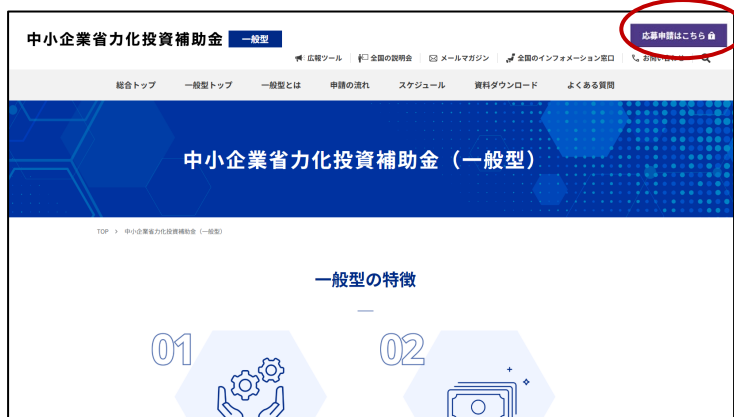 中小企業省力化投資補助金 一般型
応募申請はこちら
広報ツール 全国の説明会 メールマガジン 全国のインフォメーション窓口 お問い合わせ
総合トップ 一般型トップ 一般型とは 申請の流れ スケジュール 資料ダウンロード よくある質問
中小企業省力化投資補助金（一般型）
TOP > 中小企業省力化投資補助金（一般型）
一般型の特徴
01 02